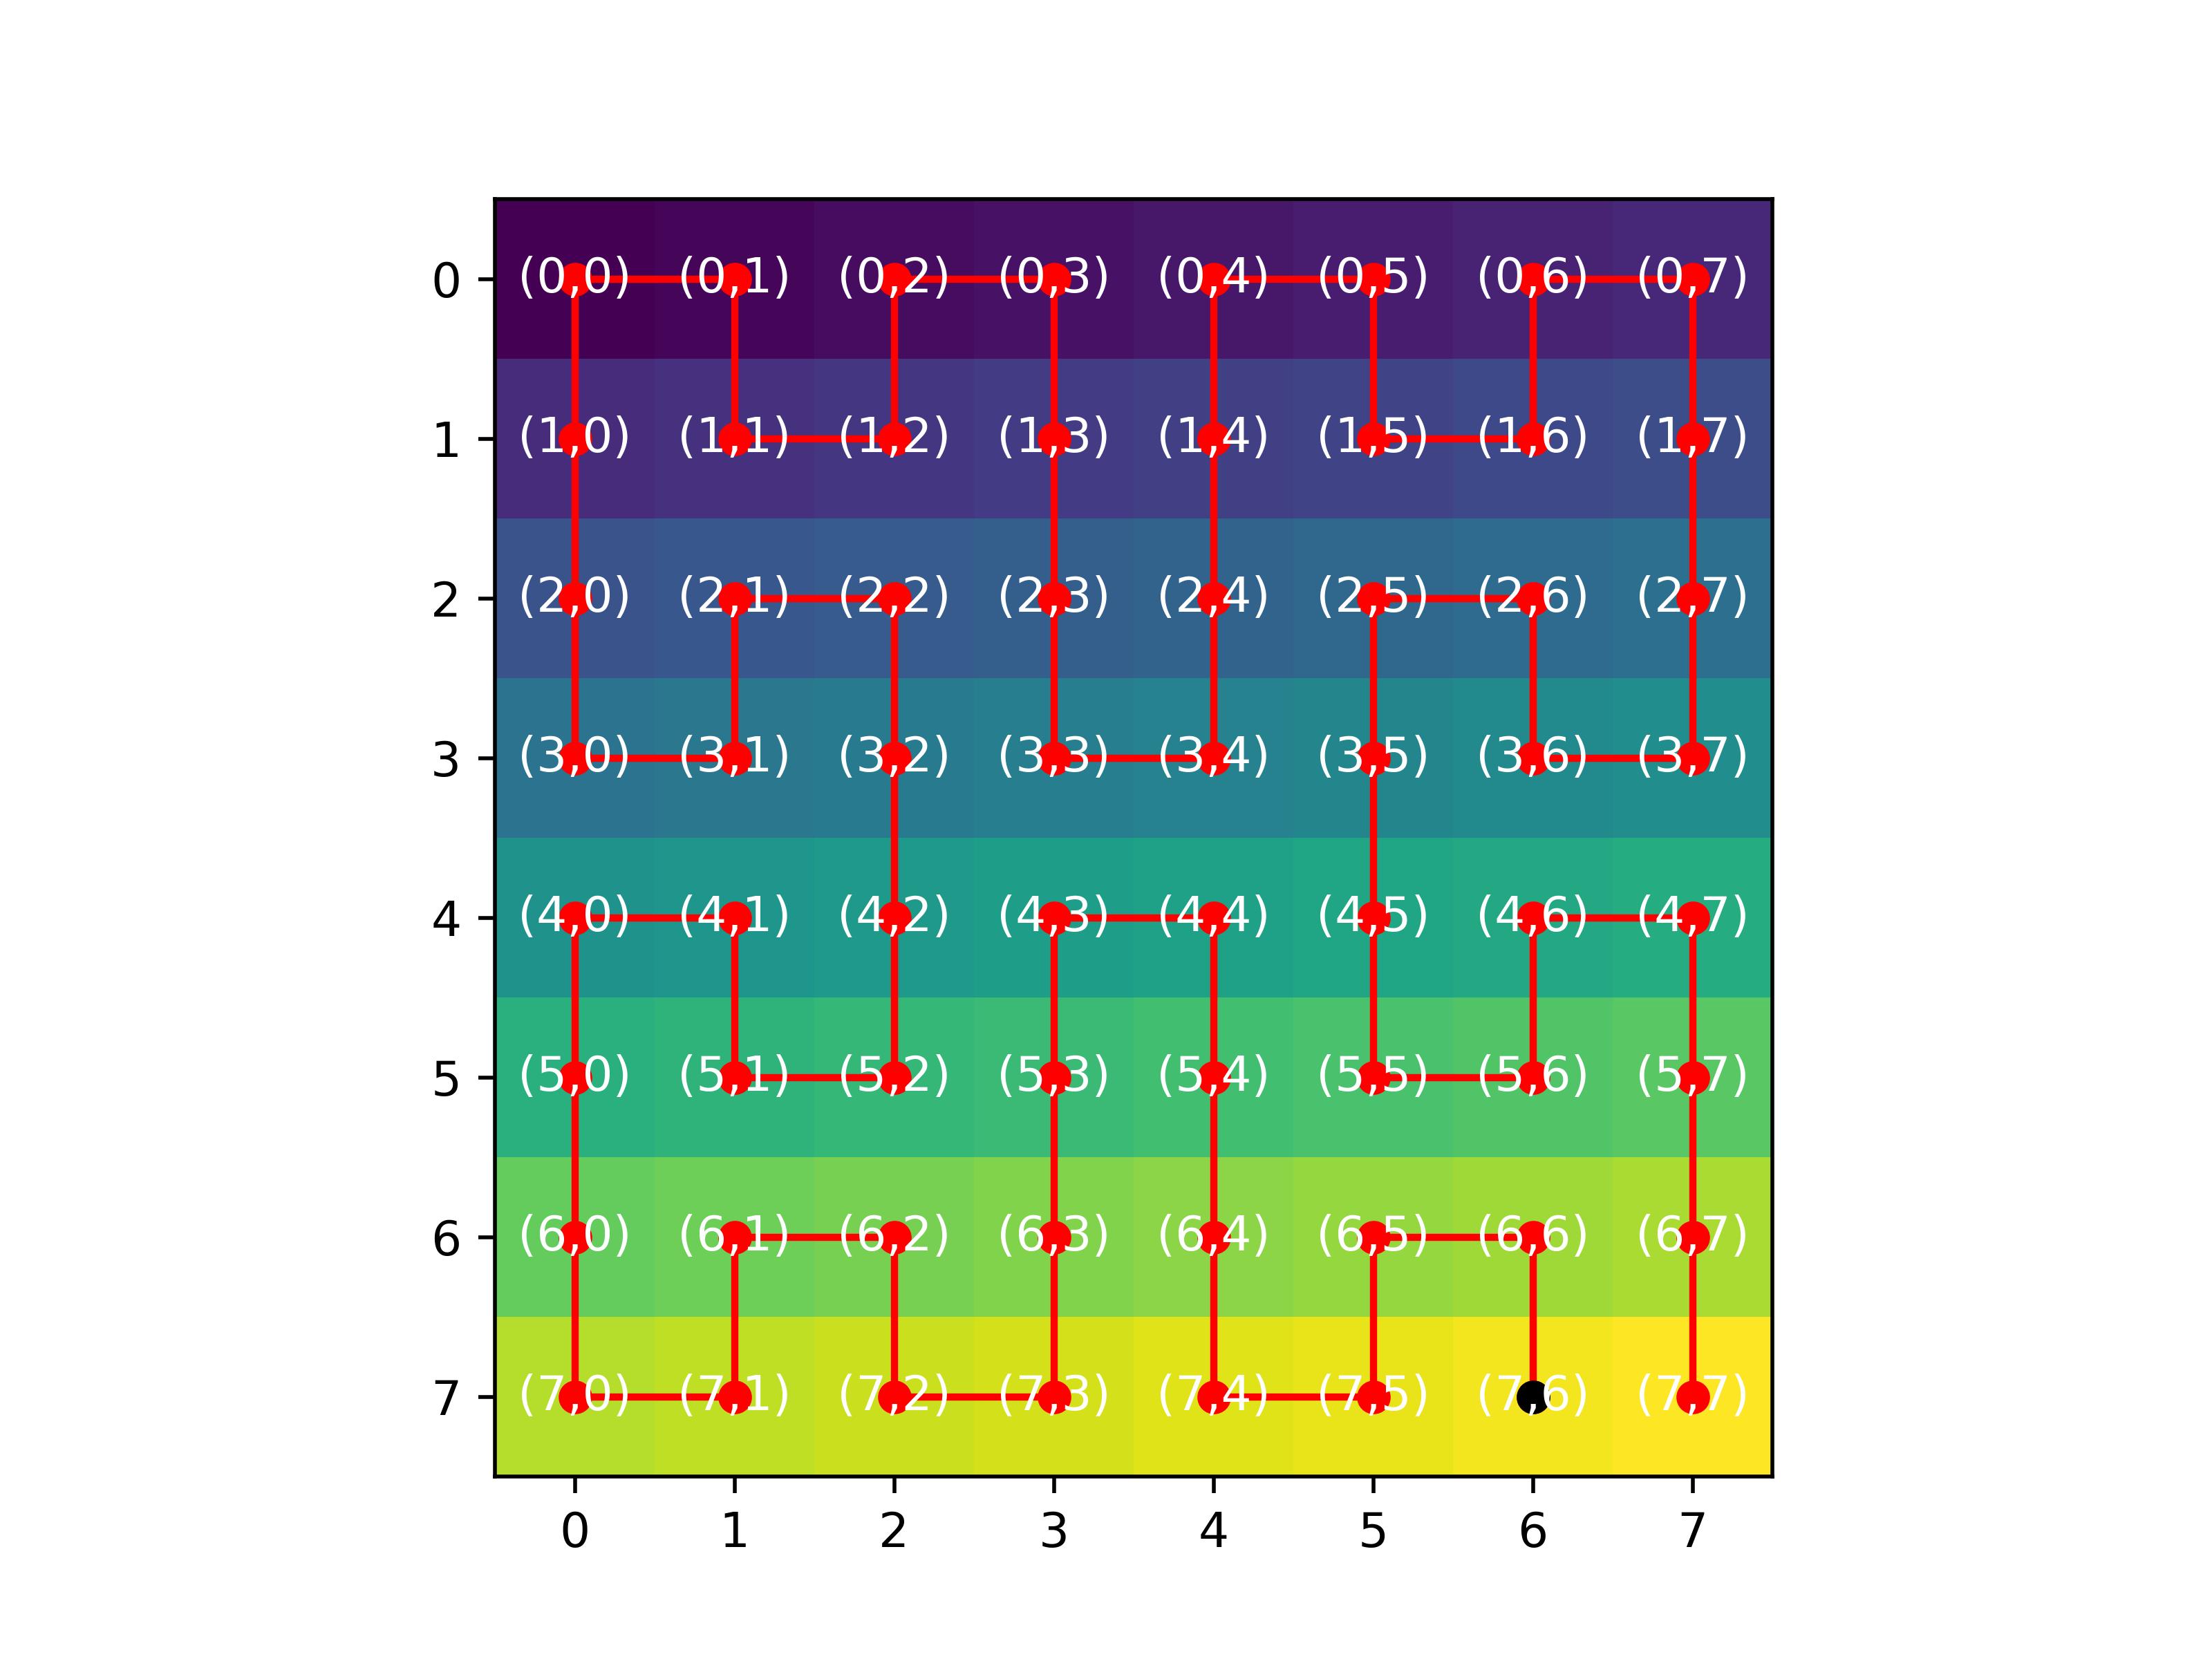 0 (0,0) (0,1) (0,2) (0,3) (0,4) (0,5) (0,6) (0,7)
1 (1,0) (1,1) (1,2) (1,3) (1,4) (1,5) (1,6) (1,7)
2 (2,0) (2,1) (2,2) (2,3) (2,4) (2,5) (2,6) (2,7)
3 (3,0) (3,1) (3,2) (3,3) (3,4) (3,5) (3,6) (3,7)
4 (4,0) (4,1) (4,2) (4,3) (4,4) (4,5) (4,6) (4,7)
5 (5,0) (5,1) (5,2) (5,3) (5,4) (5,5) (5,6) (5,7)
6 (6,0) (6,1) (6,2) (6,3) (6,4) (6,5) (6,6) (6,7)
7 (7,0) (7,1) (7,2) (7,3) (7,4) (7,5) (7,6) (7,7)
0 1 2 3 4 5 6 7